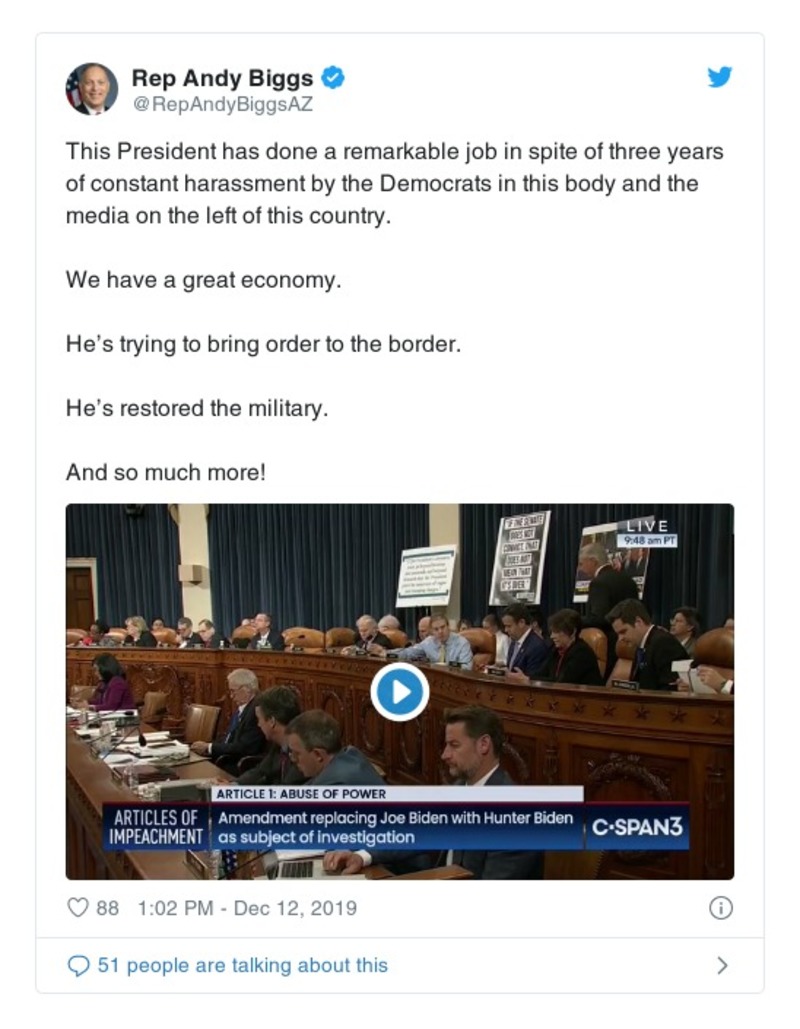 Rep Andy Biggs
@RepAndyBiggsAZ
This President has done a remarkable job in spite of three years
of constant harassment by the Democrats in this body and the
media on the left of this country.
We have a great economy.
He's trying to bring order to the border.
He's restored the military.
And so much more!
"IF THE SENATE
DOES NOT
CONVICT THAT
DOES NOT
MEAN THAT
IT'S OVER."
LIVE
9:48 am PT
ARTICLE 1: ABUSE OF POWER
ARTICLES OF
IMPEACHMENT
Amendment replacing Joe Biden with Hunter Biden
as subject of investigation
C·SPAN3
88 1:02 PM - Dec 12, 2019
51 people are talking about this